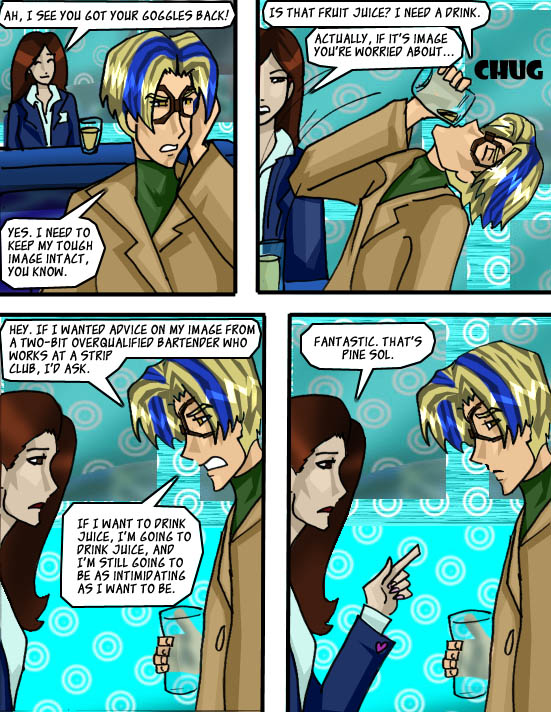 AH, I SEE YOU GOT YOUR GOGGLES BACK!
YES. I NEED TO
KEEP MY TOUGH
IMAGE INTACT,
YOU KNOW.
IS THAT FRUIT JUICE? I NEED A DRINK.
ACTUALLY, IF IT'S IMAGE
YOU'RE WORRIED ABOUT...
CHUG
HEY. IF I WANTED ADVICE ON MY IMAGE FROM
A TWO-BIT OVERQUALIFIED BARTENDER WHO
WORKS AT A STRIP
CLUB, I'D ASK.
IF I WANT TO DRINK
JUICE, I'M GOING TO
DRINK JUICE, AND
I'M STILL GOING TO
BE AS INTIMIDATING
AS I WANT TO BE.
FANTASTIC. THAT'S
PINE SOL.